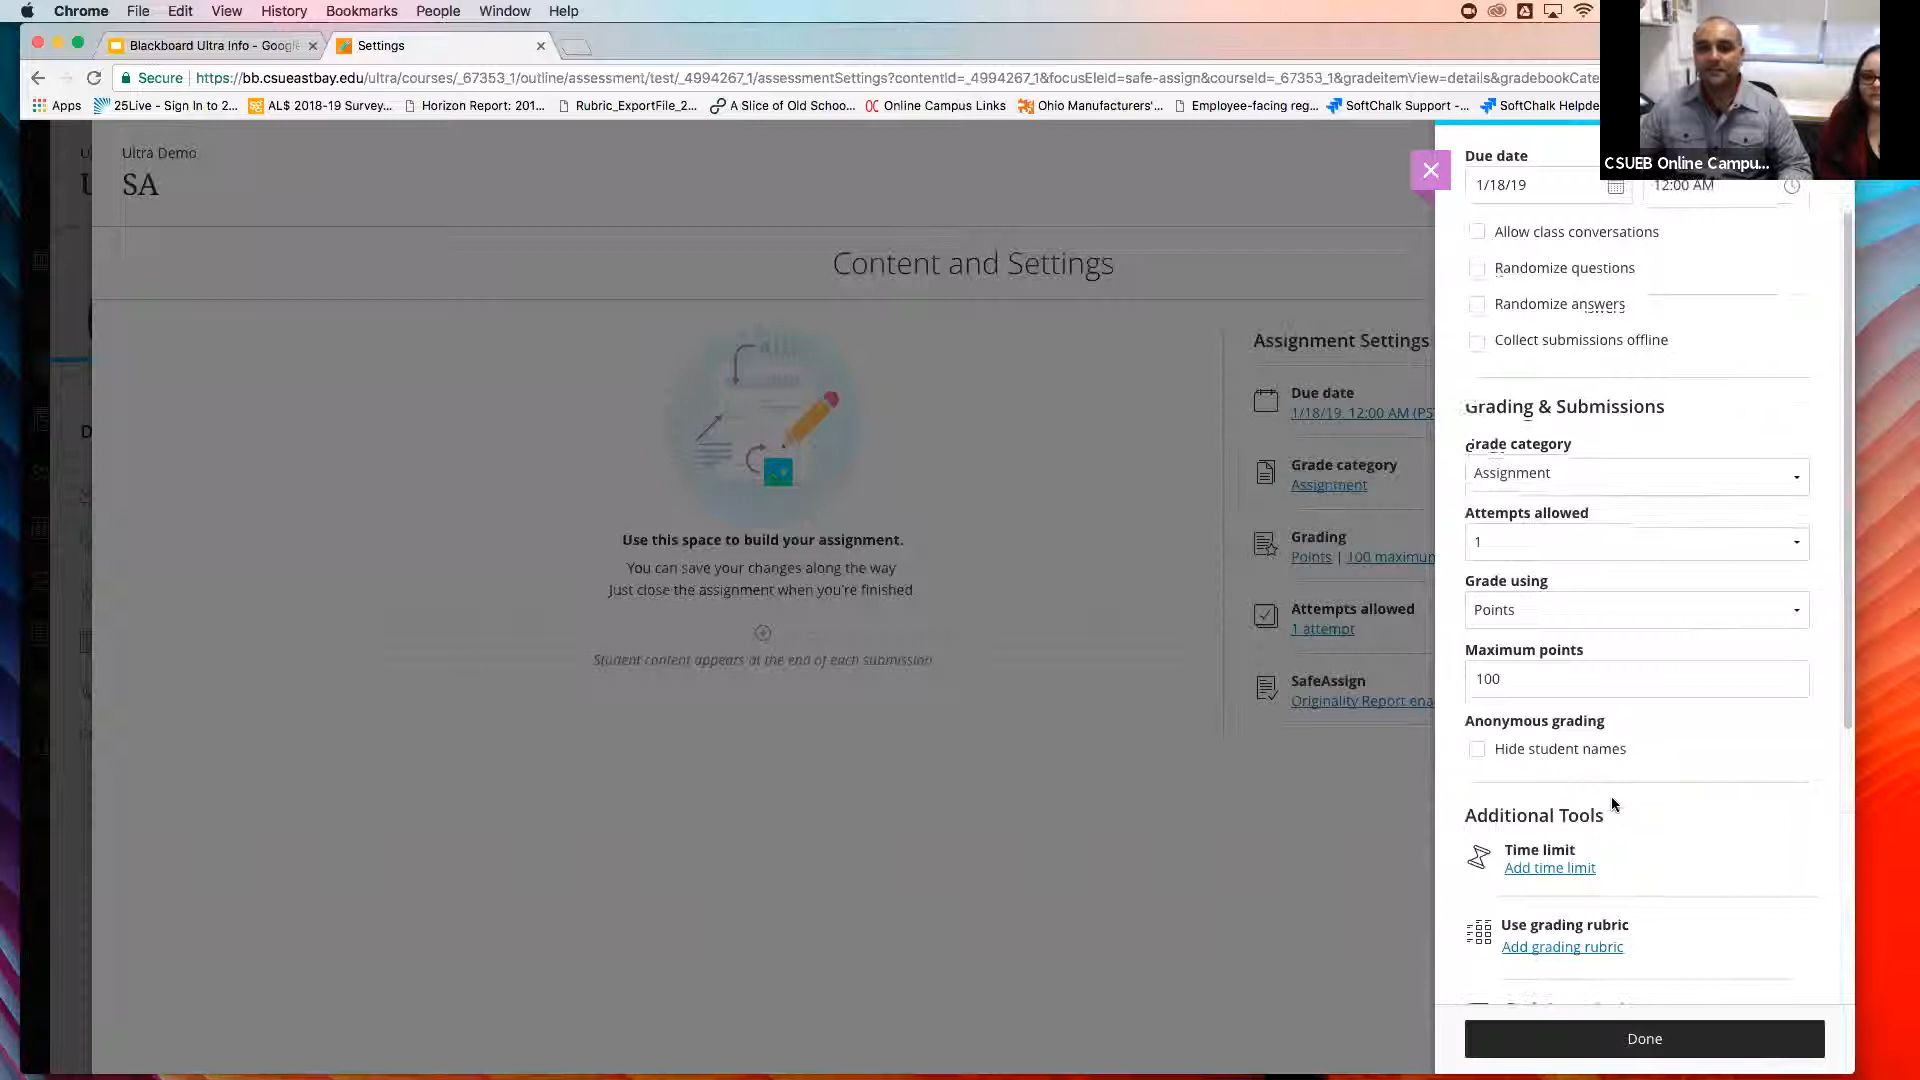 Chrome File Edit View History Bookmarks People Window Help
Blackboard Ultra Info - Googl
Settings
Secure https://bb.csueastbay.edu/ultra/courses/_67353_1/outline/assessment/test/_4994267_1/assessmentSettings?contentId=_4994267_1&focusEleid=safe-assign&courseId=_67353_1&gradeitemView=details&gradebookCate
Apps 25Live - Sign In to 2... AL$ 2018-19 Survey... Horizon Report: 201... Rubric_ExportFile_2... A Slice of Old Schoo... OC Online Campus Links Ohio Manufacturers'... Employee-facing reg... SoftChalk Support -... SoftChalk Helpde
CSUEB Online Campu...
Ultra Demo
SA
Content and Settings
Use this space to build your assignment.
You can save your changes along the way
Just close the assignment when you're finished
Student content appears at the end of each submission
Assignment Settings
Due date
1/18/19, 12:00 AM (PS
Grade category
Assignment
Grading
Points | 100 maximum
Attempts allowed
1 attempt
SafeAssign
Originality Report ena
Due date
1/18/19
12:00 AM
Allow class conversations
Randomize questions
Randomize answers
Collect submissions offline
Grading & Submissions
Grade category
Assignment
Attempts allowed
1
Grade using
Points
Maximum points
100
Anonymous grading
Hide student names
Additional Tools
Time limit
Add time limit
Use grading rubric
Add grading rubric
Done